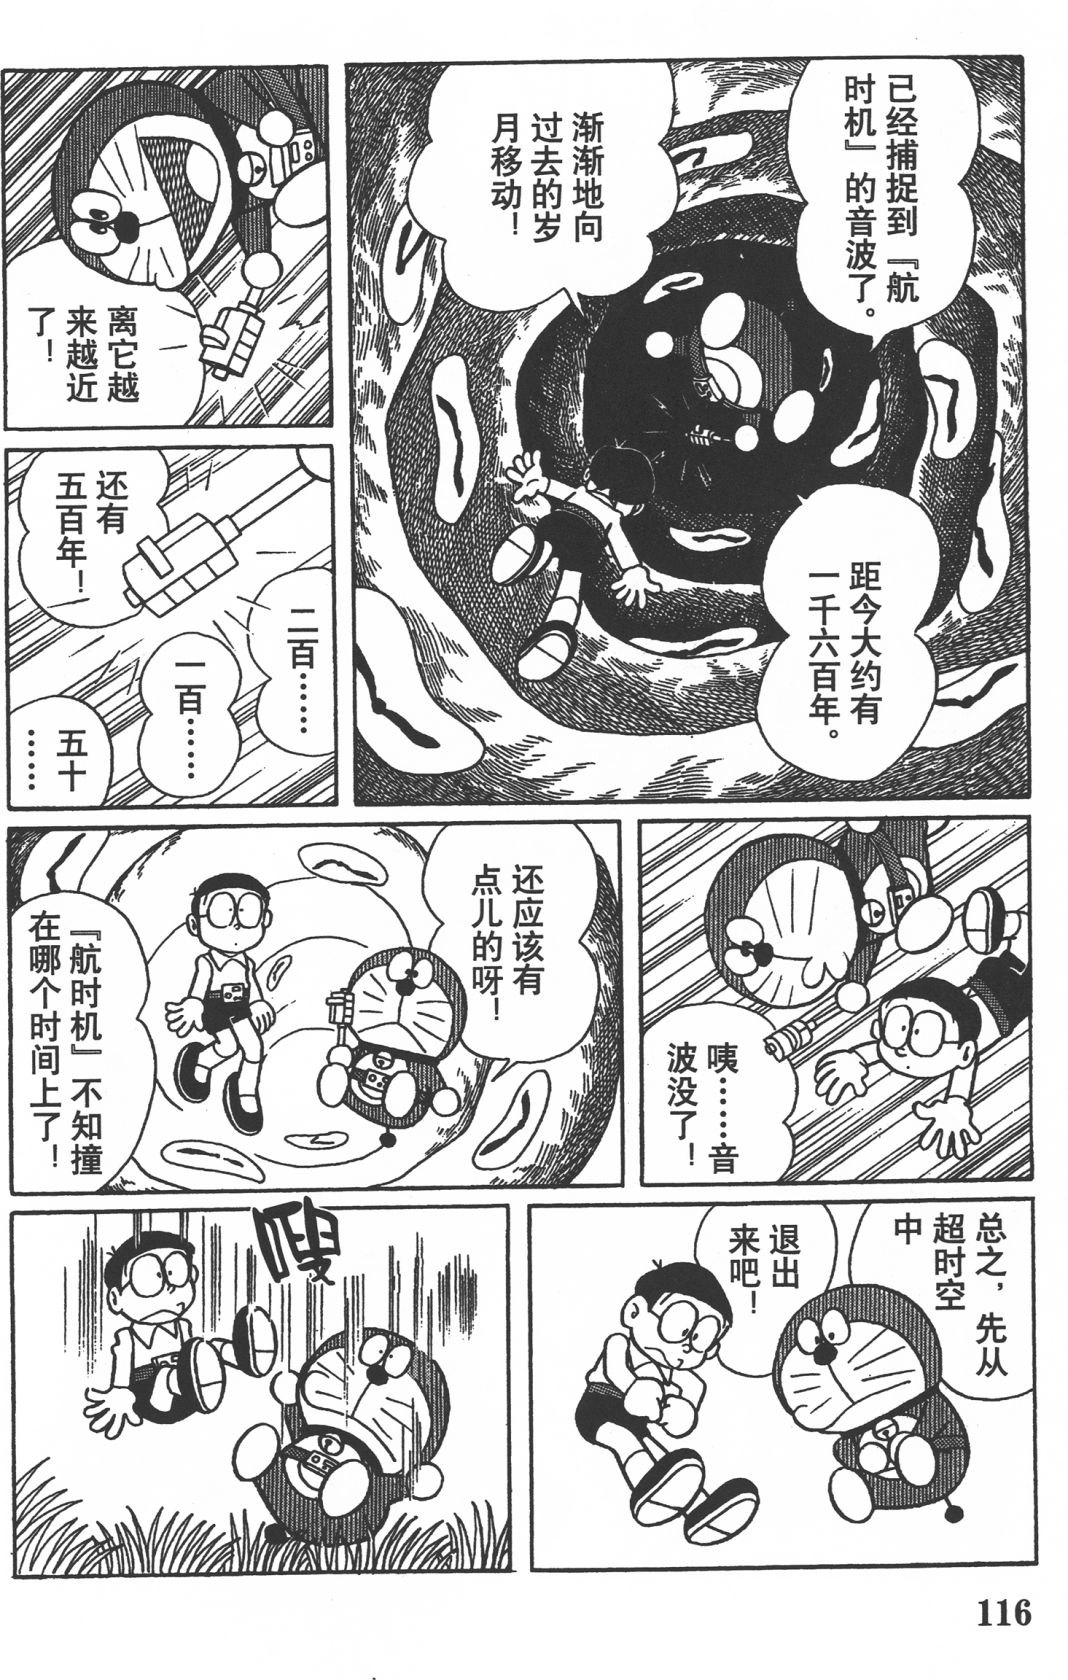 已经捕捉到『航
时机』的音波了。
渐渐地向
过去的岁
月移动！
距今大约有
一千六百年。
离它越
来越近
了！
还有
五百年！
二百……
一百……
五十
……
咦……音
波没了！
还应该有
点儿的呀！
『航时机』不知撞
在哪个时间上了！
总之，先从
超时空
中
退出
来吧！
嗖
116